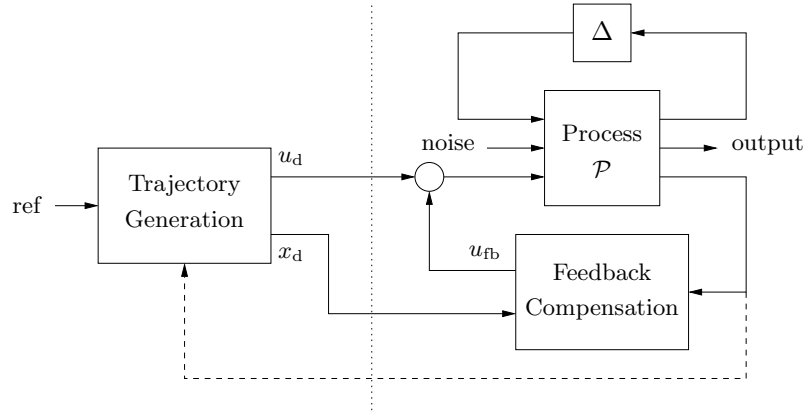 Δ
noise
Process
𝒫
output
u_d
ref
Trajectory
Generation
x_d
u_fb
Feedback
Compensation